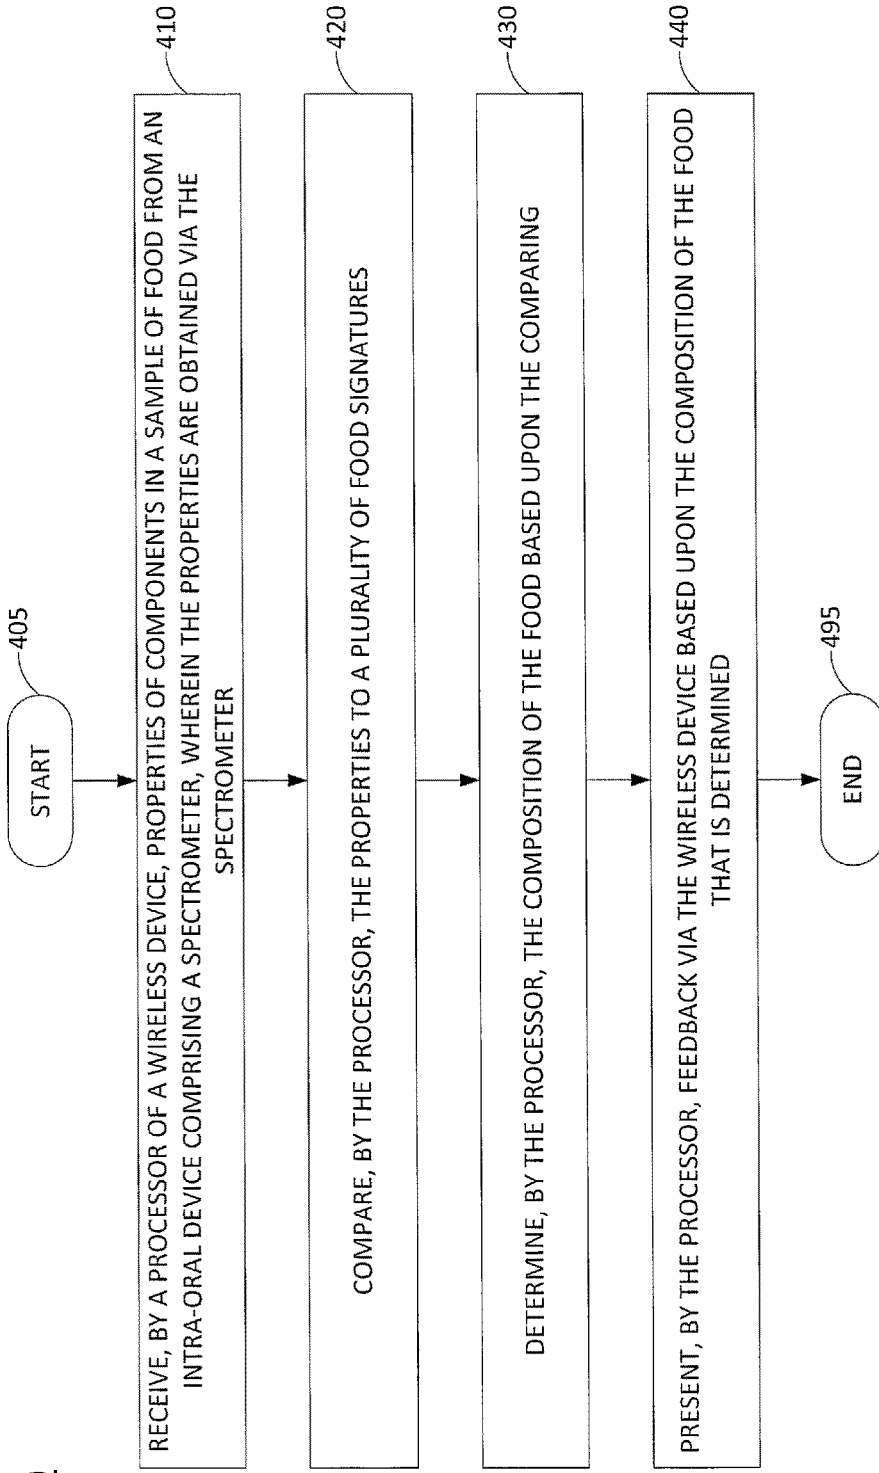 START
405
RECEIVE, BY A PROCESSOR OF A WIRELESS DEVICE, PROPERTIES OF COMPONENTS IN A SAMPLE OF FOOD FROM AN
INTRA-ORAL DEVICE COMPRISING A SPECTROMETER, WHEREIN THE PROPERTIES ARE OBTAINED VIA THE
SPECTROMETER
410
COMPARE, BY THE PROCESSOR, THE PROPERTIES TO A PLURALITY OF FOOD SIGNATURES
420
DETERMINE, BY THE PROCESSOR, THE COMPOSITION OF THE FOOD BASED UPON THE COMPARING
430
PRESENT, BY THE PROCESSOR, FEEDBACK VIA THE WIRELESS DEVICE BASED UPON THE COMPOSITION OF THE FOOD
THAT IS DETERMINED
440
END
495